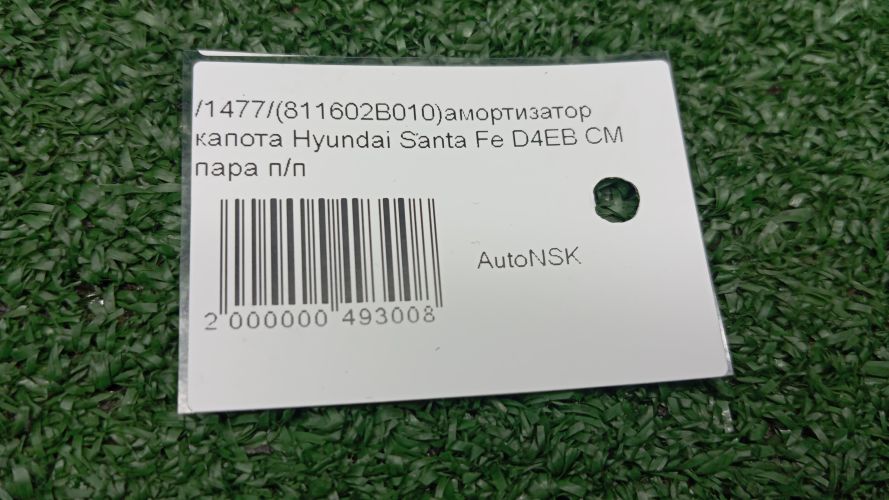 /1477/(811602B010)амортизатор
капота Hyundai Santa Fe D4EB CM
пара п/п
AutoNSK
2 000000 493008